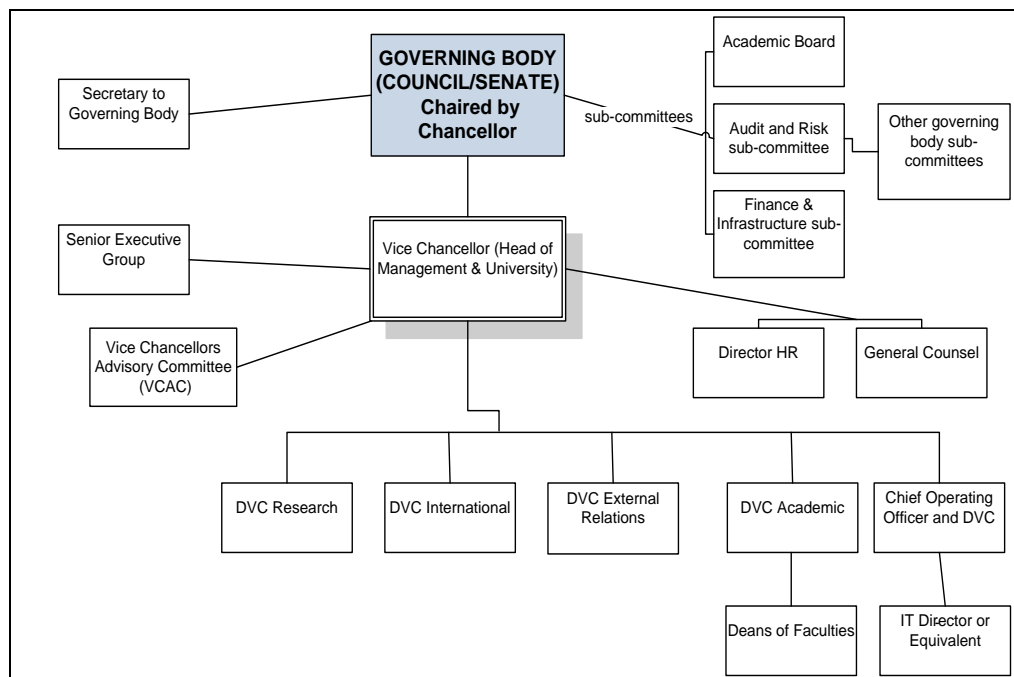 GOVERNING BODY
(COUNCIL/SENATE)
Chaired by
Chancellor
Secretary to
Governing Body
sub-committees
Academic Board
Audit and Risk
sub-committee
Other governing
body sub-
committees
Finance &
Infrastructure sub-
committee
Senior Executive
Group
Vice Chancellor (Head of
Management & University)
Vice Chancellors
Advisory Committee
(VCAC)
Director HR
General Counsel
DVC Research
DVC International
DVC External
Relations
DVC Academic
Chief Operating
Officer and DVC
Deans of Faculties
IT Director or
Equivalent